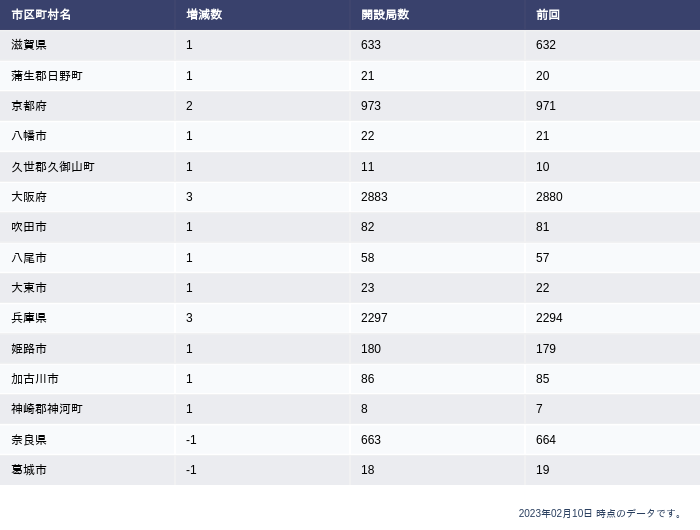 市区町村名 増減数 開設局数 前回
滋賀県 1 633 632
蒲生郡日野町 1 21 20
京都府 2 973 971
八幡市 1 22 21
久世郡久御山町 1 11 10
大阪府 3 2883 2880
吹田市 1 82 81
八尾市 1 58 57
大東市 1 23 22
兵庫県 3 2297 2294
姫路市 1 180 179
加古川市 1 86 85
神崎郡神河町 1 8 7
奈良県 -1 663 664
葛城市 -1 18 19
2023年02月10日 時点のデータです。